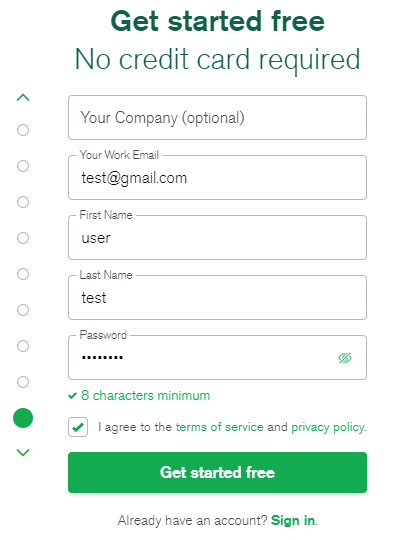 Get started free
No credit card required
Your Company (optional)
Your Work Email
test@gmail.com
First Name
user
Last Name
test
Password
••••••••
8 characters minimum
I agree to the terms of service and privacy policy.
Get started free
Already have an account? Sign in.